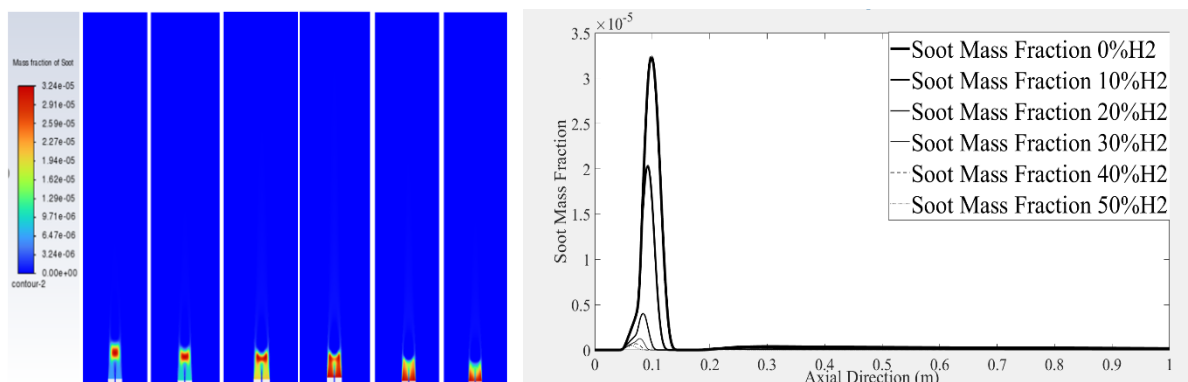 Mass fraction of Soot
3.24e-05
2.91e-05
2.59e-05
2.27e-05
1.94e-05
1.62e-05
1.29e-05
9.71e-06
6.47e-06
3.24e-06
0.00e+00
contour-2
×10⁻⁵
3.5
3
2.5
2
1.5
1
0.5
0
Soot Mass Fraction
Soot Mass Fraction 0%H2
Soot Mass Fraction 10%H2
Soot Mass Fraction 20%H2
Soot Mass Fraction 30%H2
Soot Mass Fraction 40%H2
Soot Mass Fraction 50%H2
0 0.1 0.2 0.3 0.4 0.5 0.6 0.7 0.8 0.9 1
Axial Direction (m)